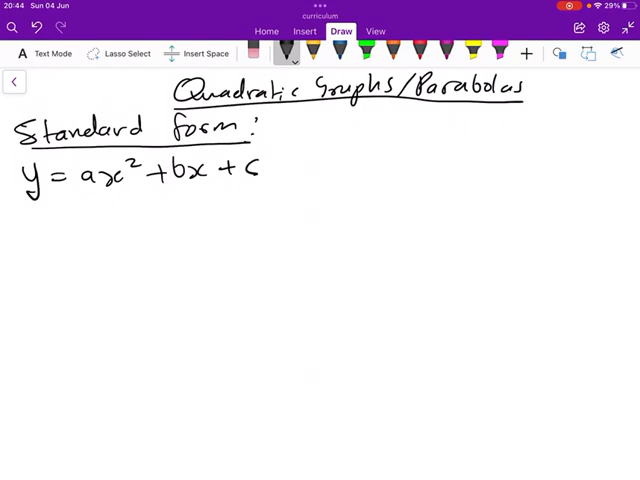 20:44 Sun 04 Jun
29%
curriculum
Home Insert Draw View
A Text Mode Lasso Select Insert Space
Quadratic Graphs/Parabolas
Standard form:
y = ax² + bx + c